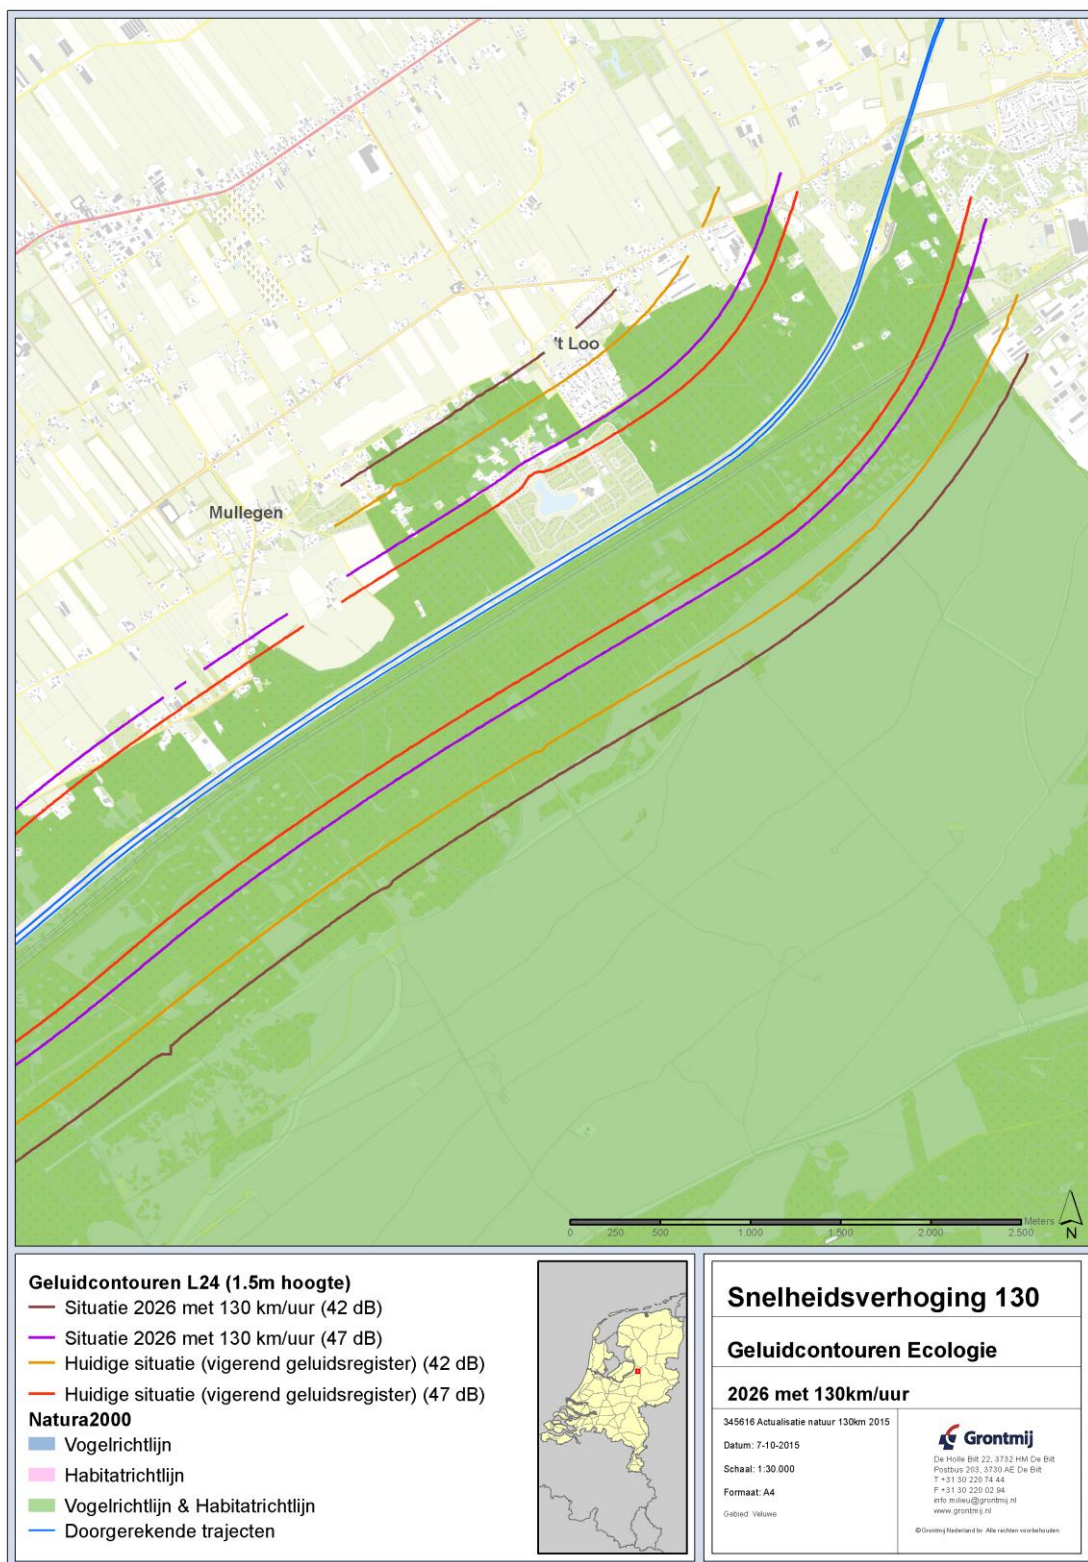 't Loo
Mullegen
Meters
0 250 500 1.000 1.500 2.000 2.500
N
Geluidcontouren L24 (1.5m hoogte)
Situatie 2026 met 130 km/uur (42 dB)
Situatie 2026 met 130 km/uur (47 dB)
Huidige situatie (vigerend geluidsregister) (42 dB)
Huidige situatie (vigerend geluidsregister) (47 dB)
Natura2000
Vogelrichtlijn
Habitatrichtlijn
Vogelrichtlijn & Habitatrichtlijn
Doorgerekende trajecten
Snelheidsverhoging 130
Geluidcontouren Ecologie
2026 met 130km/uur
345616 Actualisatie natuur 130km 2015
Datum: 7-10-2015
Schaal: 1:30.000
Formaat: A4
Gebied: Veluwe
Grontmij
De Holle Bilt 22, 3732 HM De Bilt
Postbus 203, 3730 AE De Bilt
T +31 30 220 74 44
F +31 30 220 02 94
info.milieu@grontmij.nl
www.grontmij.nl
© Grontmij Nederland bv. Alle rechten voorbehouden.